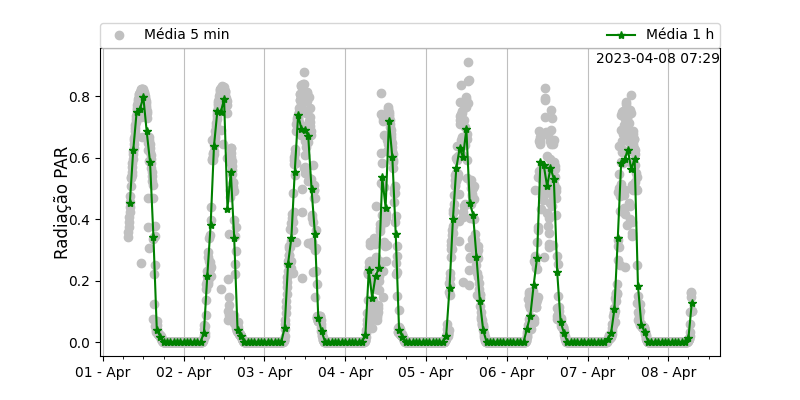 Média 5 min
Média 1 h
2023-04-08 07:29
Radiação PAR
0.8
0.6
0.4
0.2
0.0
01 - Apr
02 - Apr
03 - Apr
04 - Apr
05 - Apr
06 - Apr
07 - Apr
08 - Apr